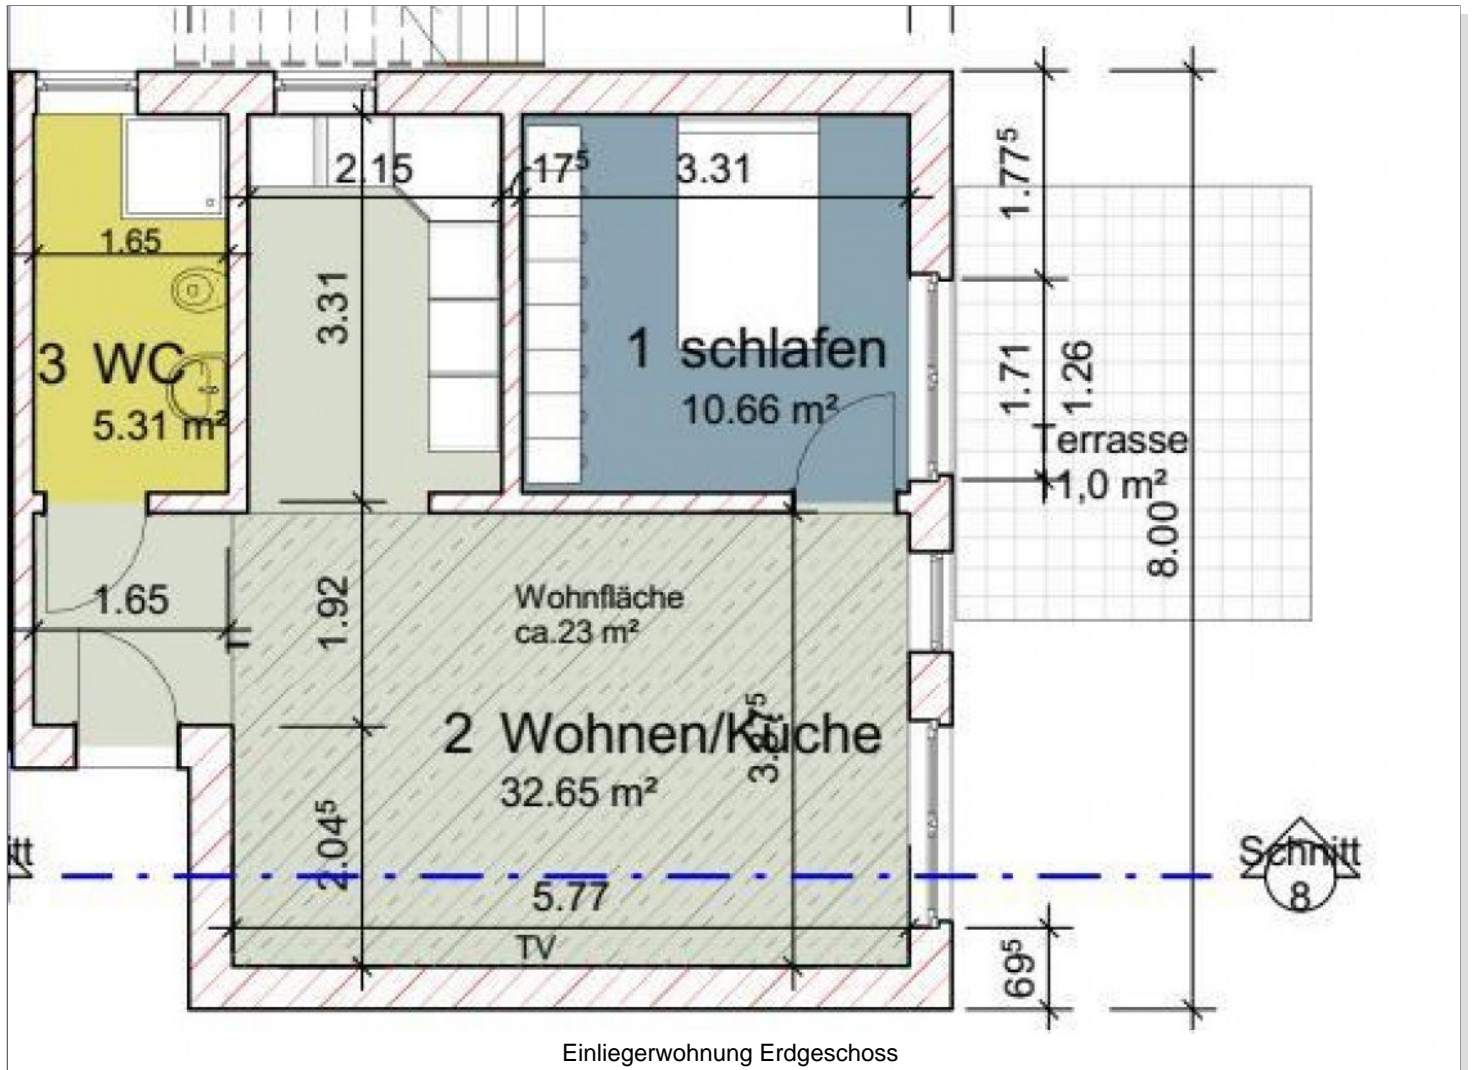 2.15
17⁵
3.31
1.77⁵
1.65
3.31
3 WC
5.31 m²
1 schlafen
10.66 m²
1.71
1.26
Terrasse
1,0 m²
8.00
1.65
1.92
Wohnfläche
ca.23 m²
2 Wohnen/Küche
32.65 m²
2.04⁵
itt
Schnitt
8
5.77
TV
69⁵
Einliegerwohnung Erdgeschoss